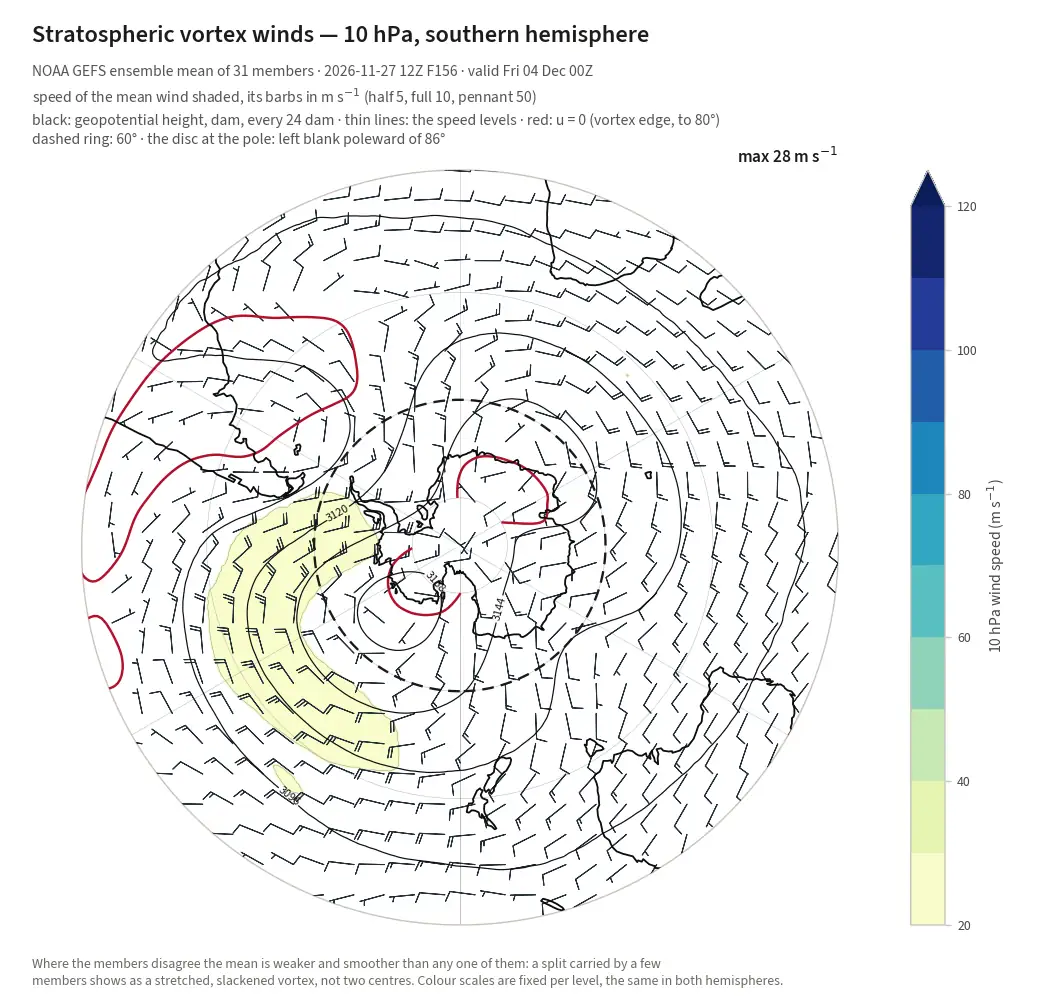 Stratospheric vortex winds — 10 hPa, southern hemisphere
NOAA GEFS ensemble mean of 31 members · 2026-11-27 12Z F156 · valid Fri 04 Dec 00Z
speed of the mean wind shaded, its barbs in m s⁻¹ (half 5, full 10, pennant 50)
black: geopotential height, dam, every 24 dam · thin lines: the speed levels · red: u = 0 (vortex edge, to 80°)
dashed ring: 60° · the disc at the pole: left blank poleward of 86°
max 28 m s⁻¹
120
100
80
60
40
20
10 hPa wind speed (m s⁻¹)
3120
3144
Where the members disagree the mean is weaker and smoother than any one of them: a split carried by a few
members shows as a stretched, slackened vortex, not two centres. Colour scales are fixed per level, the same in both hemispheres.